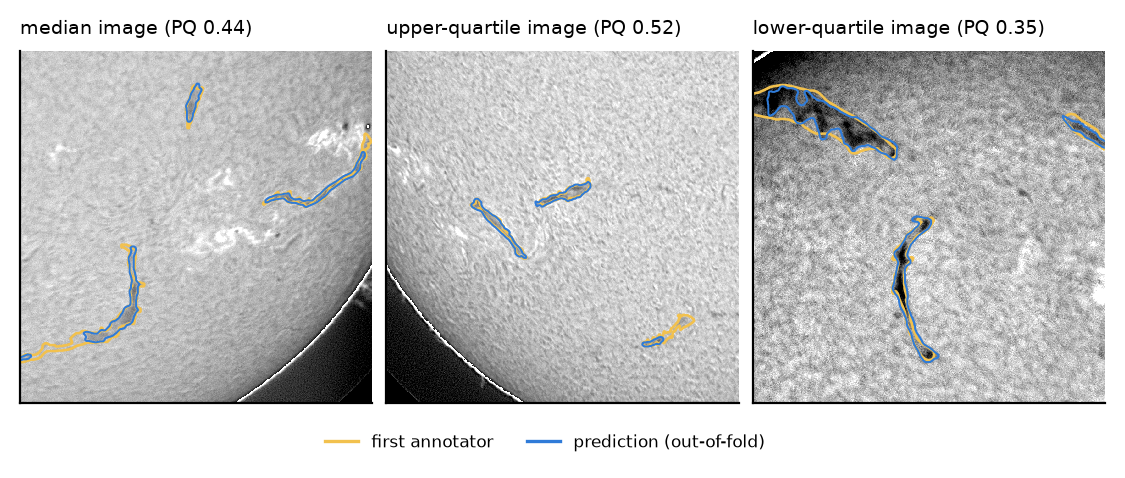 median image (PQ 0.44)
upper-quartile image (PQ 0.52)
lower-quartile image (PQ 0.35)
first annotator
prediction (out-of-fold)